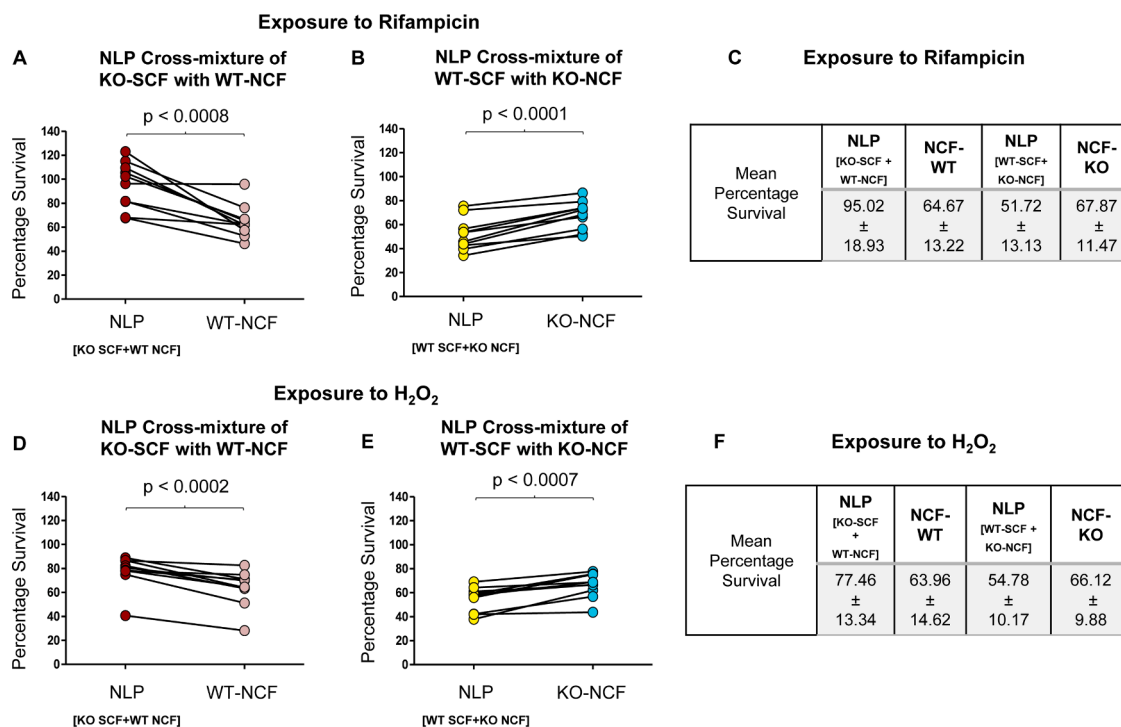 Exposure to Rifampicin
A
NLP Cross-mixture of
KO-SCF with WT-NCF
p < 0.0008
Percentage Survival
140
120
100
80
60
40
20
0
NLP
WT-NCF
[KO SCF+WT NCF]
B
NLP Cross-mixture of
WT-SCF with KO-NCF
p < 0.0001
Percentage Survival
140
120
100
80
60
40
20
0
NLP
KO-NCF
[WT SCF+KO NCF]
C
Exposure to Rifampicin
Mean
Percentage
Survival
NLP
[KO-SCF +
WT-NCF]
NCF-
WT
NLP
[WT-SCF+
KO-NCF]
NCF-
KO
95.02
±
18.93
64.67
±
13.22
51.72
±
13.13
67.87
±
11.47
Exposure to H₂O₂
D
NLP Cross-mixture of
KO-SCF with WT-NCF
p < 0.0002
Percentage Survival
140
120
100
80
60
40
20
0
NLP
WT-NCF
[KO SCF+WT NCF]
E
NLP Cross-mixture of
WT-SCF with KO-NCF
p < 0.0007
Percentage Survival
140
120
100
80
60
40
20
0
NLP
KO-NCF
[WT SCF+KO NCF]
F
Exposure to H₂O₂
Mean
Percentage
Survival
NLP
[KO-SCF
+
WT-NCF]
NCF-
WT
NLP
[WT-SCF +
KO-NCF]
NCF-
KO
77.46
±
13.34
63.96
±
14.62
54.78
±
10.17
66.12
±
9.88